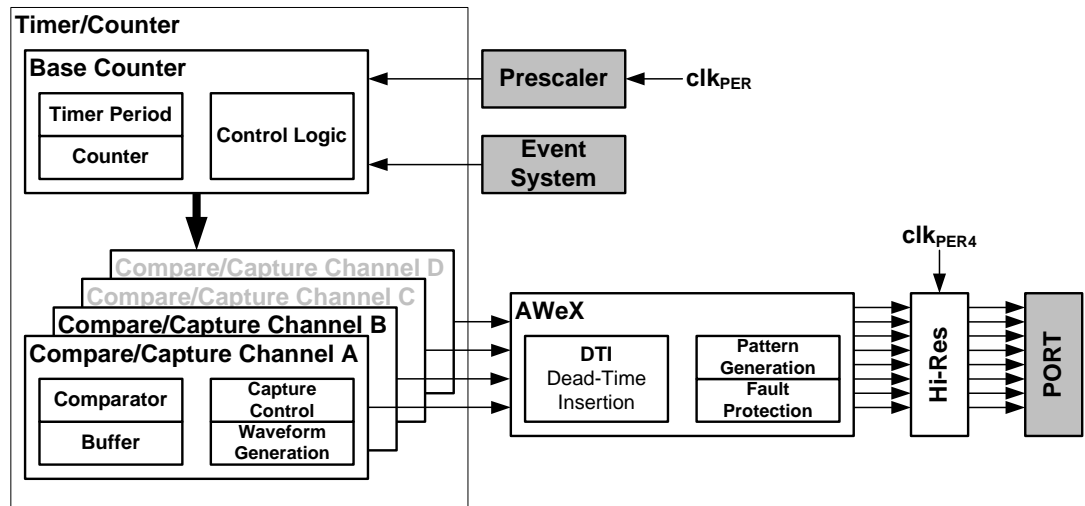 Timer/Counter
Base Counter
Timer Period
Counter
Control Logic
Prescaler
clkPER
Event
System
Compare/Capture Channel D
Compare/Capture Channel C
Compare/Capture Channel B
Compare/Capture Channel A
Comparator
Buffer
Capture
Control
Waveform
Generation
AWeX
DTI
Dead-Time
Insertion
Pattern
Generation
Fault
Protection
clkPER4
Hi-Res
PORT